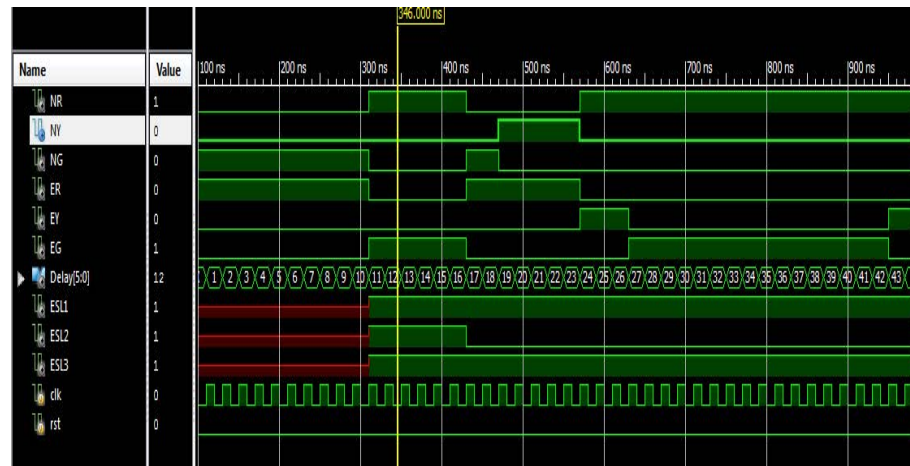 346.000 ns
Name Value 100 ns 200 ns 300 ns 400 ns 500 ns 600 ns 700 ns 800 ns 900 ns
NR 1
NY 0
NG 0
ER 0
EY 0
EG 1
Delay[5:0] 12 1 2 3 4 5 6 7 8 9 10 11 12 13 14 15 16 17 18 19 20 21 22 23 24 25 26 27 28 29 30 31 32 33 34 35 36 37 38 39 40 41 42 43
ESL1 1
ESL2 1
ESL3 1
clk 0
rst 0